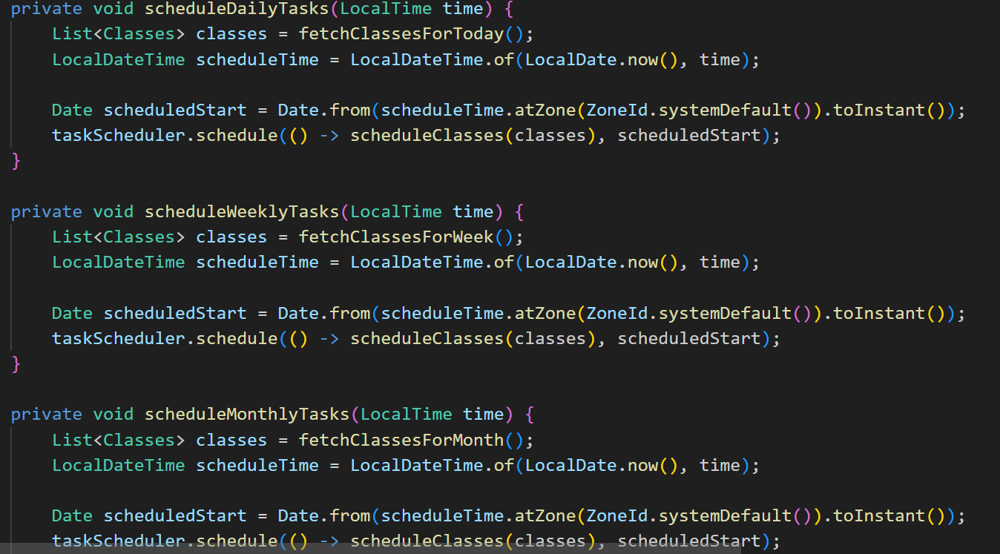 private void scheduleDailyTasks(LocalTime time) {
    List<Classes> classes = fetchClassesForToday();
    LocalDateTime scheduleTime = LocalDateTime.of(LocalDate.now(), time);

    Date scheduledStart = Date.from(scheduleTime.atZone(ZoneId.systemDefault()).toInstant());
    taskScheduler.schedule(() -> scheduleClasses(classes), scheduledStart);
}

private void scheduleWeeklyTasks(LocalTime time) {
    List<Classes> classes = fetchClassesForWeek();
    LocalDateTime scheduleTime = LocalDateTime.of(LocalDate.now(), time);

    Date scheduledStart = Date.from(scheduleTime.atZone(ZoneId.systemDefault()).toInstant());
    taskScheduler.schedule(() -> scheduleClasses(classes), scheduledStart);
}

private void scheduleMonthlyTasks(LocalTime time) {
    List<Classes> classes = fetchClassesForMonth();
    LocalDateTime scheduleTime = LocalDateTime.of(LocalDate.now(), time);

    Date scheduledStart = Date.from(scheduleTime.atZone(ZoneId.systemDefault()).toInstant());
    taskScheduler.schedule(() -> scheduleClasses(classes), scheduledStart);